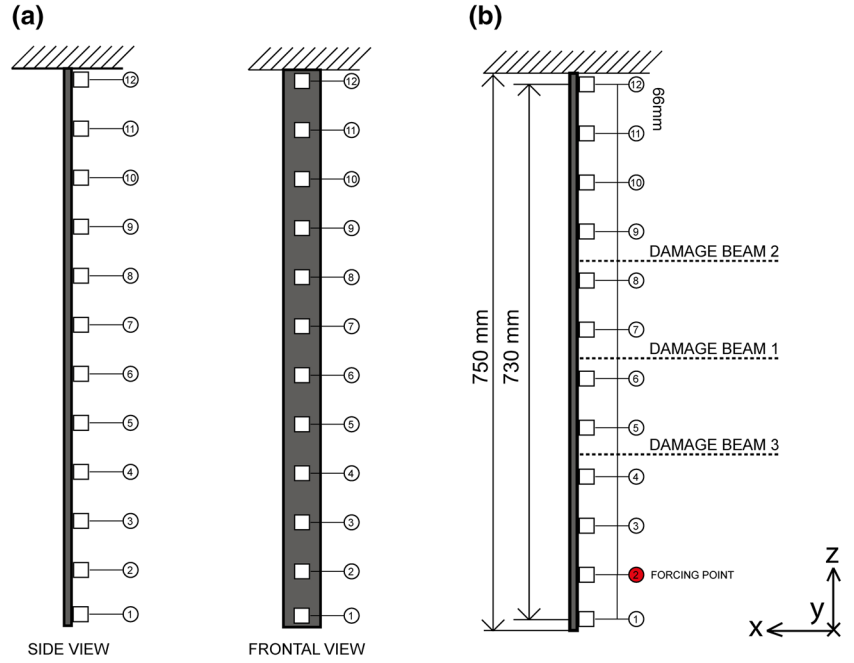 (a)
12
11
10
9
8
7
6
5
4
3
2
1
SIDE VIEW
12
11
10
9
8
7
6
5
4
3
2
1
FRONTAL VIEW
(b)
750 mm
730 mm
66mm
12
11
10
9
DAMAGE BEAM 2
8
7
DAMAGE BEAM 1
6
5
DAMAGE BEAM 3
4
3
2 FORCING POINT
1
z
y
x